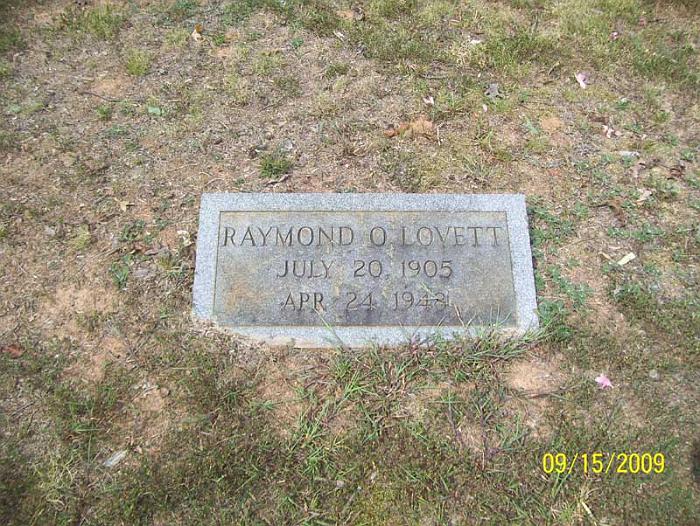 RAYMOND O. LOVETT
JULY 20, 1905
APR. 24,
09/15/2009